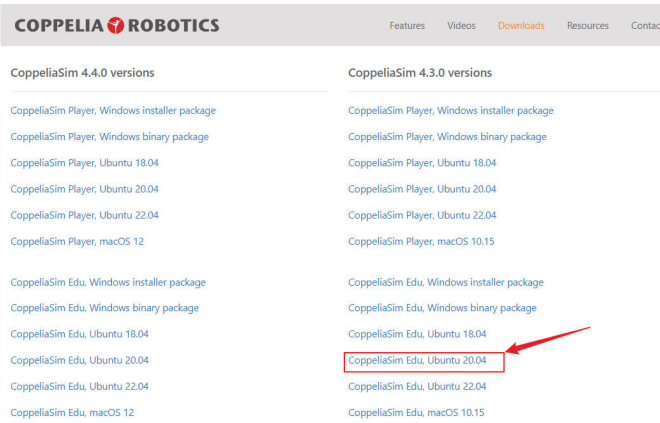 COPPELIA ROBOTICS
Features Videos Downloads Resources Contac
CoppeliaSim 4.4.0 versions
CoppeliaSim Player, Windows installer package
CoppeliaSim Player, Windows binary package
CoppeliaSim Player, Ubuntu 18.04
CoppeliaSim Player, Ubuntu 20.04
CoppeliaSim Player, Ubuntu 22.04
CoppeliaSim Player, macOS 12
CoppeliaSim Edu, Windows installer package
CoppeliaSim Edu, Windows binary package
CoppeliaSim Edu, Ubuntu 18.04
CoppeliaSim Edu, Ubuntu 20.04
CoppeliaSim Edu, Ubuntu 22.04
CoppeliaSim Edu, macOS 12
CoppeliaSim 4.3.0 versions
CoppeliaSim Player, Windows installer package
CoppeliaSim Player, Windows binary package
CoppeliaSim Player, Ubuntu 18.04
CoppeliaSim Player, Ubuntu 20.04
CoppeliaSim Player, Ubuntu 22.04
CoppeliaSim Player, macOS 10.15
CoppeliaSim Edu, Windows installer package
CoppeliaSim Edu, Windows binary package
CoppeliaSim Edu, Ubuntu 18.04
CoppeliaSim Edu, Ubuntu 20.04
CoppeliaSim Edu, Ubuntu 22.04
CoppeliaSim Edu, macOS 10.15